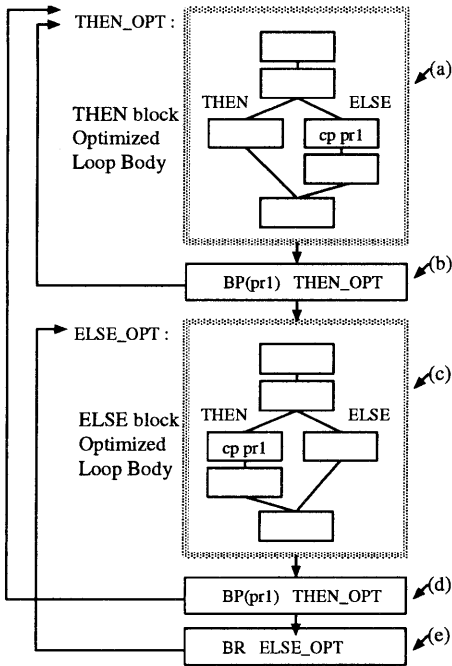 THEN_OPT :
(a)
THEN ELSE
THEN block
Optimized
Loop Body
cp pr1
(b)
BP(pr1) THEN_OPT
ELSE_OPT :
(c)
THEN ELSE
ELSE block
Optimized
Loop Body
cp pr1
(d)
BP(pr1) THEN_OPT
(e)
BR ELSE_OPT